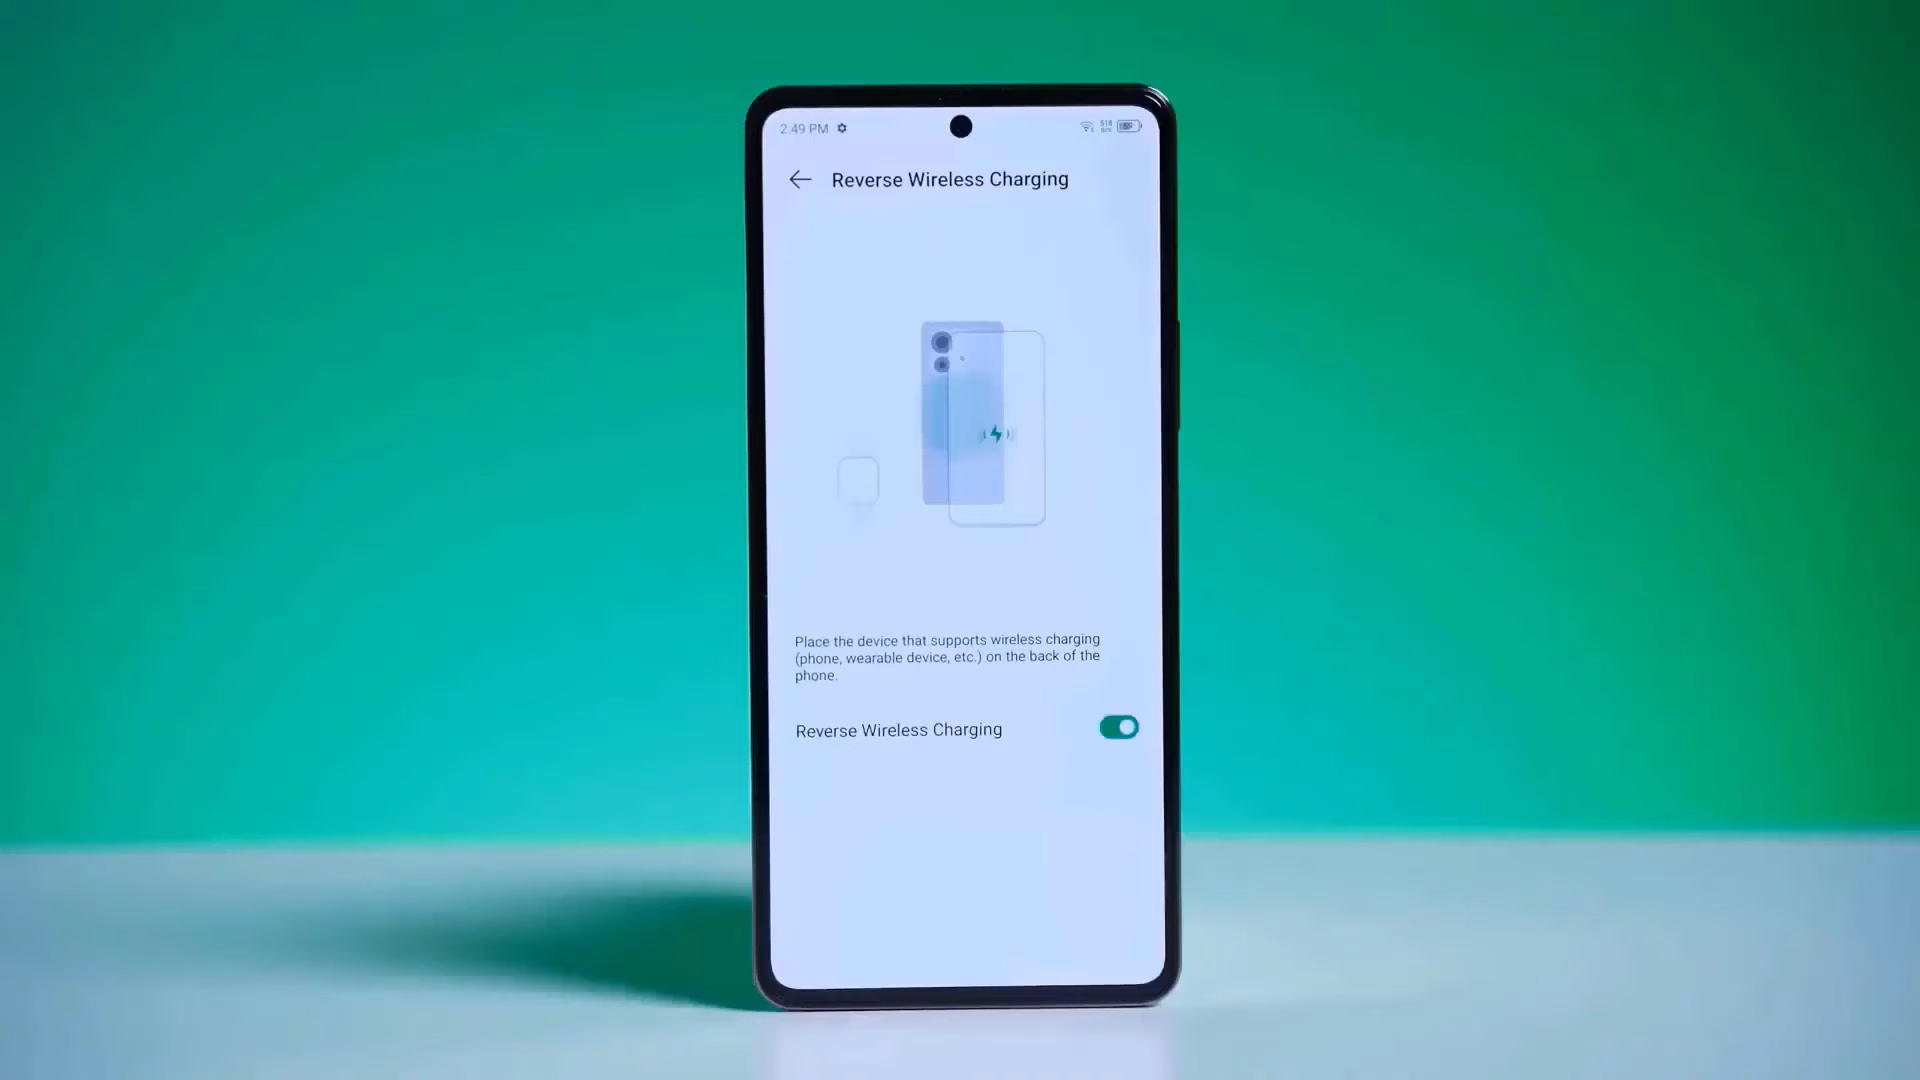 2:49 PM
518
Reverse Wireless Charging
Place the device that supports wireless charging
(phone, wearable device, etc.) on the back of the
phone.
Reverse Wireless Charging